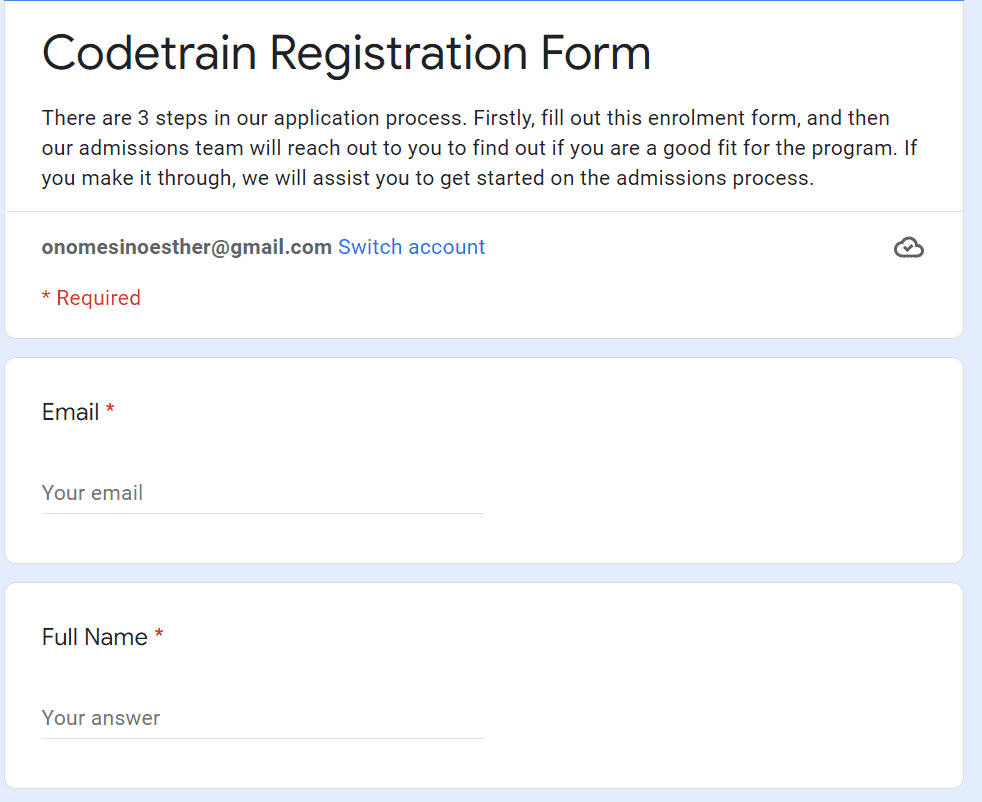 Codetrain Registration Form
There are 3 steps in our application process. Firstly, fill out this enrolment form, and then
our admissions team will reach out to you to find out if you are a good fit for the program. If
you make it through, we will assist you to get started on the admissions process.
onomesinoesther@gmail.com Switch account
* Required
Email *
Your email
Full Name *
Your answer